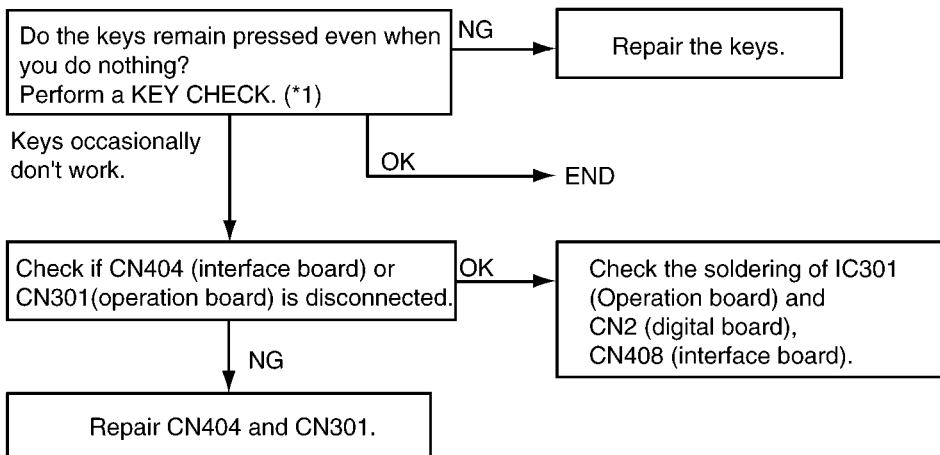 Do the keys remain pressed even when
you do nothing?
Perform a KEY CHECK. (*1)
NG
Repair the keys.
Keys occasionally
don't work.
OK
END
Check if CN404 (interface board) or
CN301(operation board) is disconnected.
OK
Check the soldering of IC301
(Operation board) and
CN2 (digital board),
CN408 (interface board).
NG
Repair CN404 and CN301.